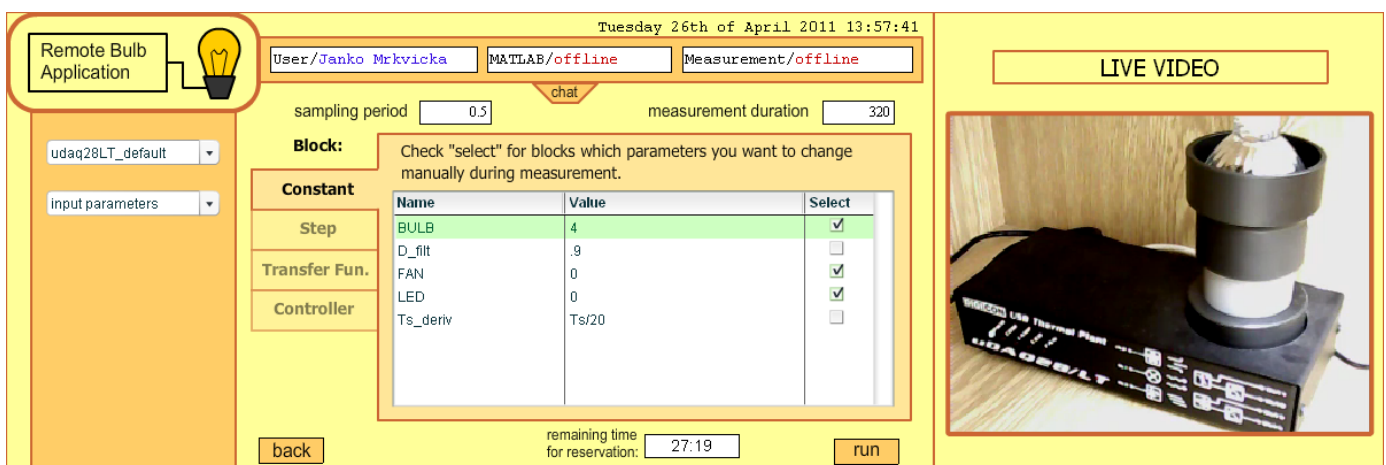 Tuesday 26th of April 2011 13:57:41
Remote Bulb
Application
User/Janko Mrkvicka
MATLAB/offline
Measurement/offline
chat
sampling period 0.5
measurement duration 320
udaq28LT_default
input parameters
Block:
Constant
Step
Transfer Fun.
Controller
Check "select" for blocks which parameters you want to change
manually during measurement.
Name Value Select
BULB 4
D_filt .9
FAN 0
LED 0
Ts_deriv Ts/20
back
remaining time
for reservation: 27:19
run
LIVE VIDEO
DIGICON USB Thermal Plant
uDAQ28/LT